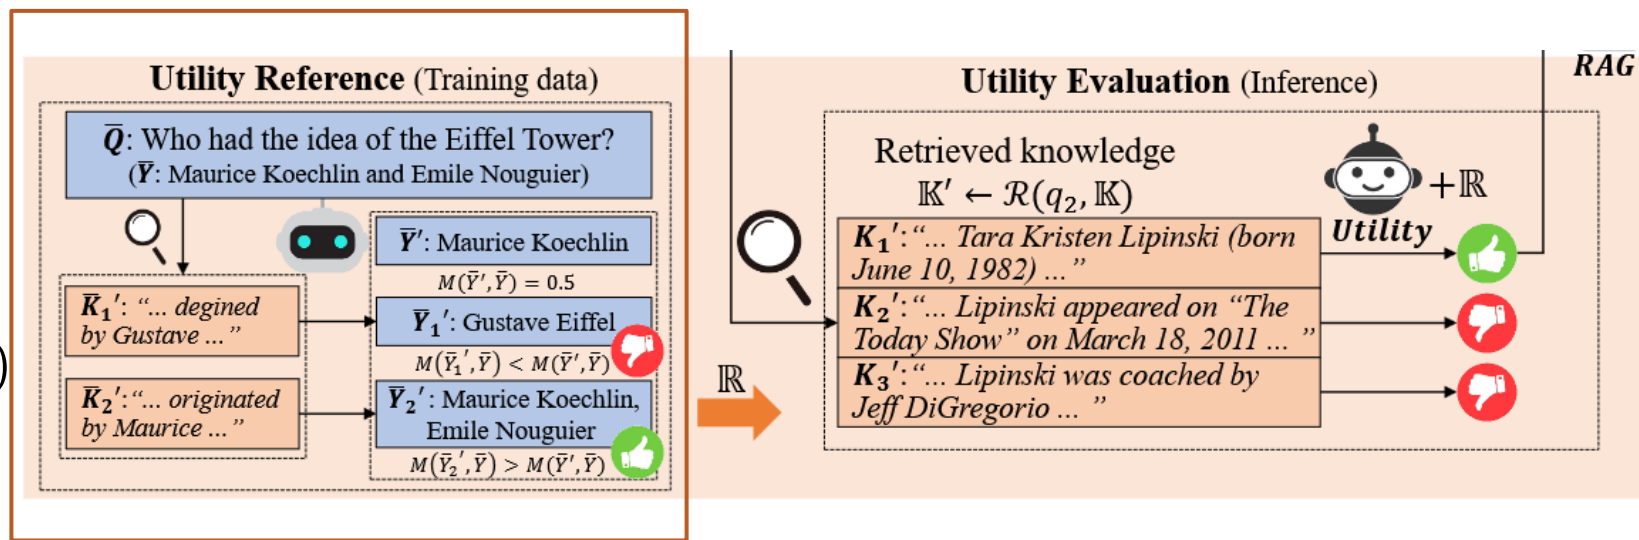 Utility Reference (Training data)
Q̄: Who had the idea of the Eiffel Tower?
(Ȳ: Maurice Koechlin and Emile Nouguier)
Ȳ′: Maurice Koechlin
M(Ȳ′,Ȳ) = 0.5
K̄₁′: “... degined
by Gustave ...”
Ȳ₁′: Gustave Eiffel
M(Ȳ₁′,Ȳ) < M(Ȳ′,Ȳ)
K̄₂′:“... originated
by Maurice ...”
Ȳ₂′: Maurice Koechlin,
Emile Nouguier
M(Ȳ₂′,Ȳ) > M(Ȳ′,Ȳ)
)
ℝ
Utility Evaluation (Inference)
RAG
Retrieved knowledge
𝕂′ ← ℛ(q₂, 𝕂)
+ℝ
Utility
K₁′:“... Tara Kristen Lipinski (born
June 10, 1982) ...”
K₂′:“... Lipinski appeared on “The
Today Show” on March 18, 2011 ... ”
K₃′:“... Lipinski was coached by
Jeff DiGregorio ... ”